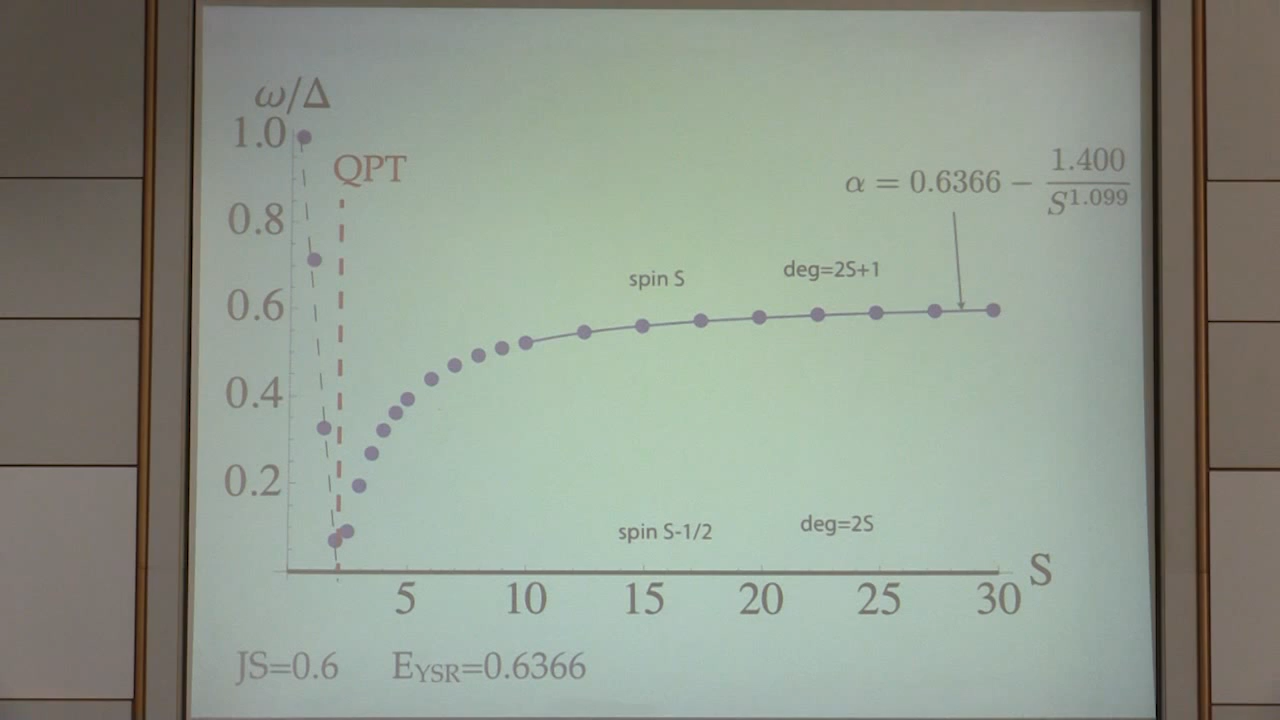 ω/Δ
1.0
QPT
α = 0.6366 − 1.400/S^1.099
0.8
spin S deg=2S+1
0.6
0.4
0.2
spin S-1/2 deg=2S
S
5 10 15 20 25 30
JS=0.6 E_YSR=0.6366